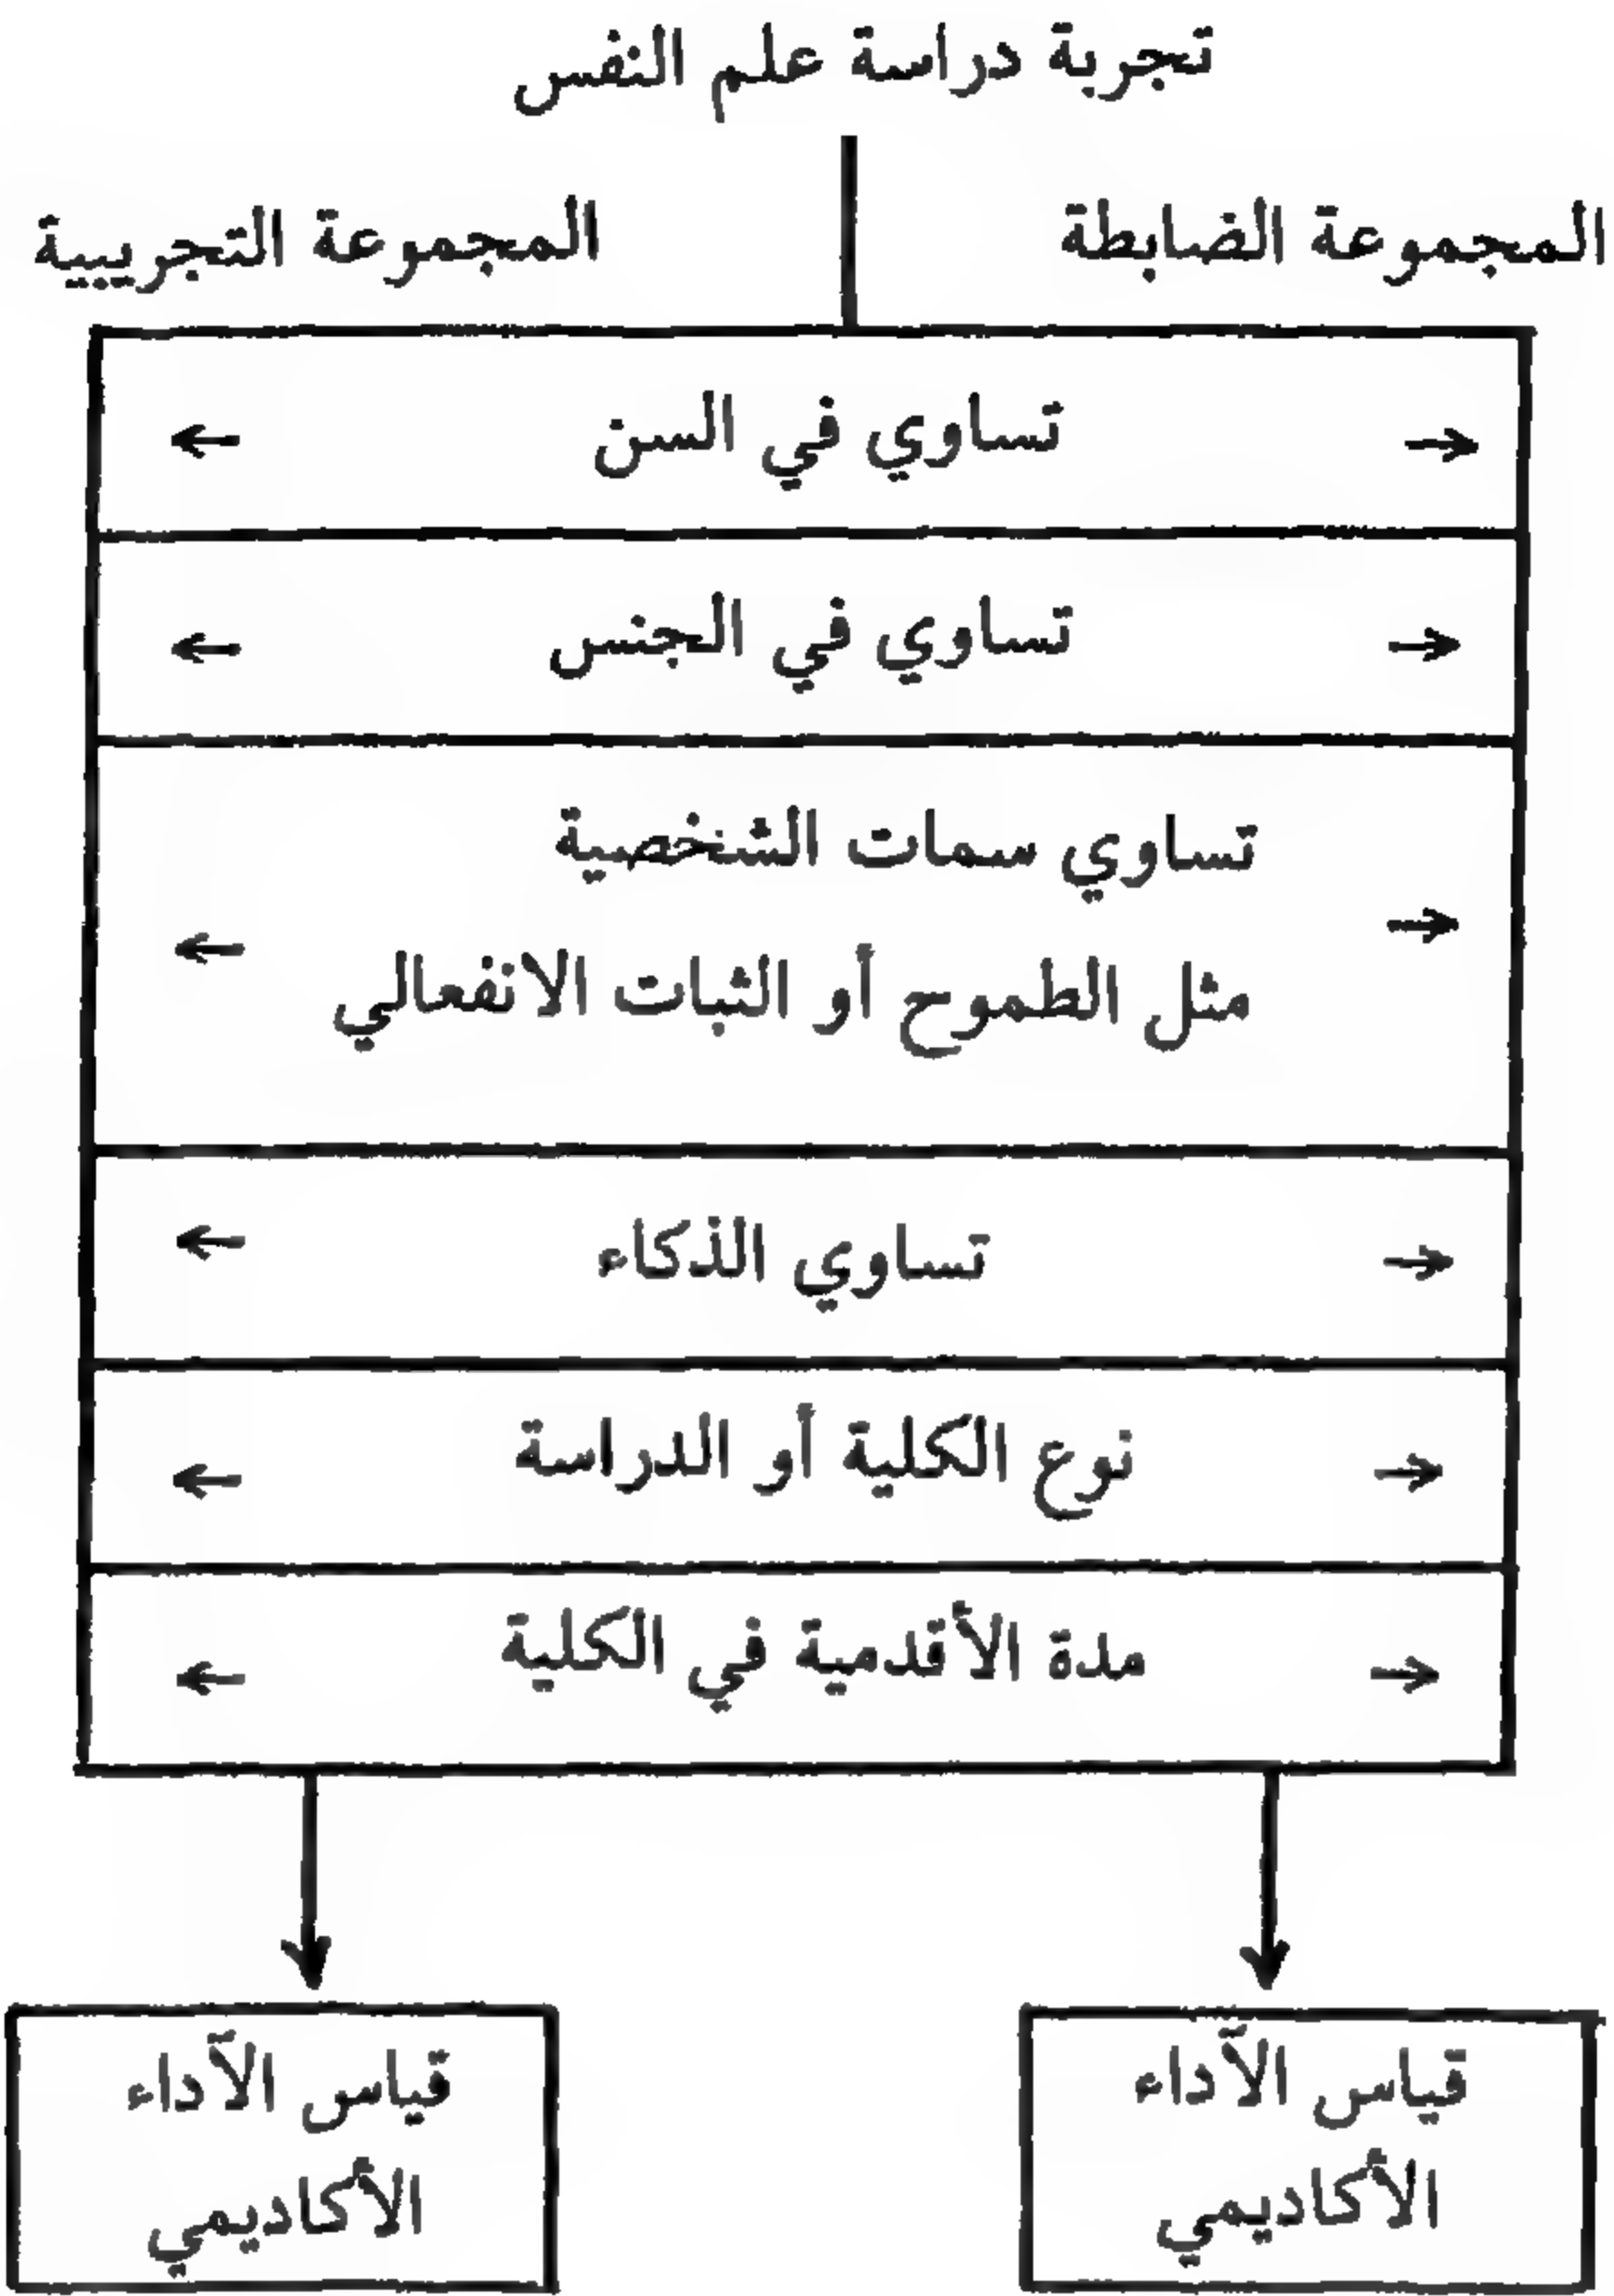 تجربة دراسة علم النفس
المجموعة الضابطة
المجموعة التجريبية
تساوي في السن
تساوي في الجنس
تساوي سمات الشخصية
مثل الطموح أو الثبات الانفعالي
تساوي الذكاء
نوع الكلية أو الدراسة
مدة الأقدمية في الكلية
قياس الآداء
الأكاديمي
قياس الآداء
الأكاديمي